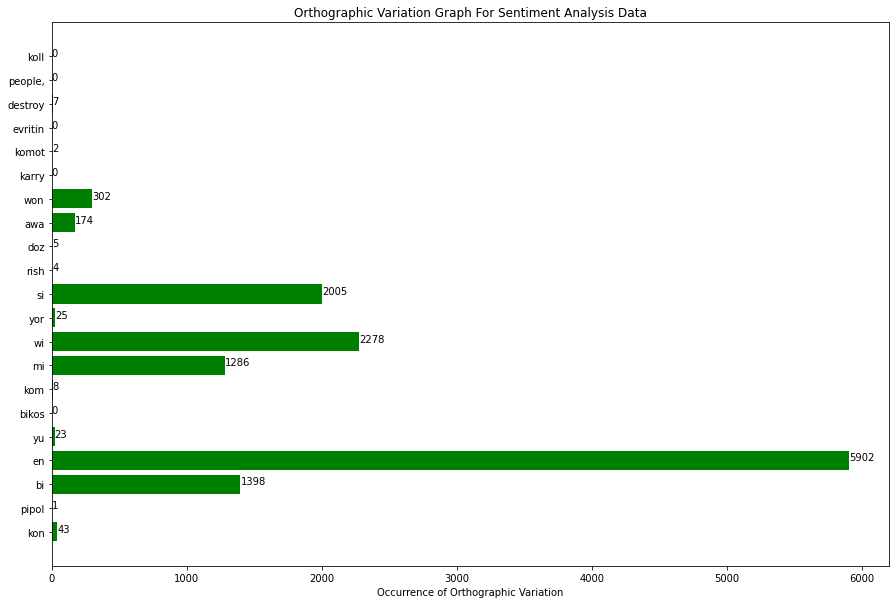 Orthographic Variation Graph For Sentiment Analysis Data
koll 0
people, 0
destroy 7
evritin 0
komot 2
karry 0
won 302
awa 174
doz 5
rish 4
si 2005
yor 25
wi 2278
mi 1286
kom 8
bikos 0
yu 23
en 5902
bi 1398
pipol 1
kon 43
0 1000 2000 3000 4000 5000 6000
Occurrence of Orthographic Variation